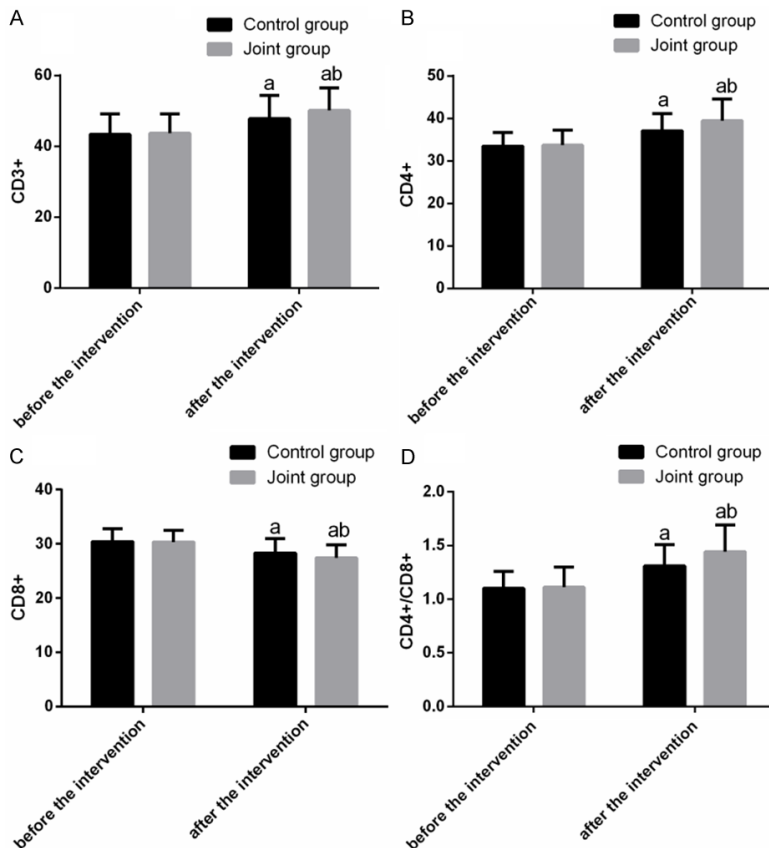 A
Control group
Joint group
60
40
20
0
CD3+
a
ab
before the intervention
after the intervention
B
Control group
Joint group
50
40
30
20
10
0
CD4+
a
ab
before the intervention
after the intervention
C
Control group
Joint group
40
30
20
10
0
CD8+
a
ab
before the intervention
after the intervention
D
Control group
Joint group
2.0
1.5
1.0
0.5
0.0
CD4+/CD8+
a
ab
before the intervention
after the intervention